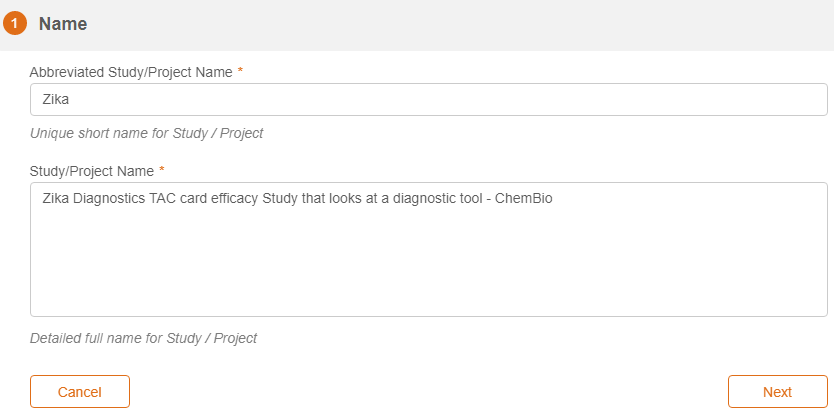 1 Name
Abbreviated Study/Project Name *
Zika
Unique short name for Study / Project
Study/Project Name *
Zika Diagnostics TAC card efficacy Study that looks at a diagnostic tool - ChemBio
Detailed full name for Study / Project
Cancel Next